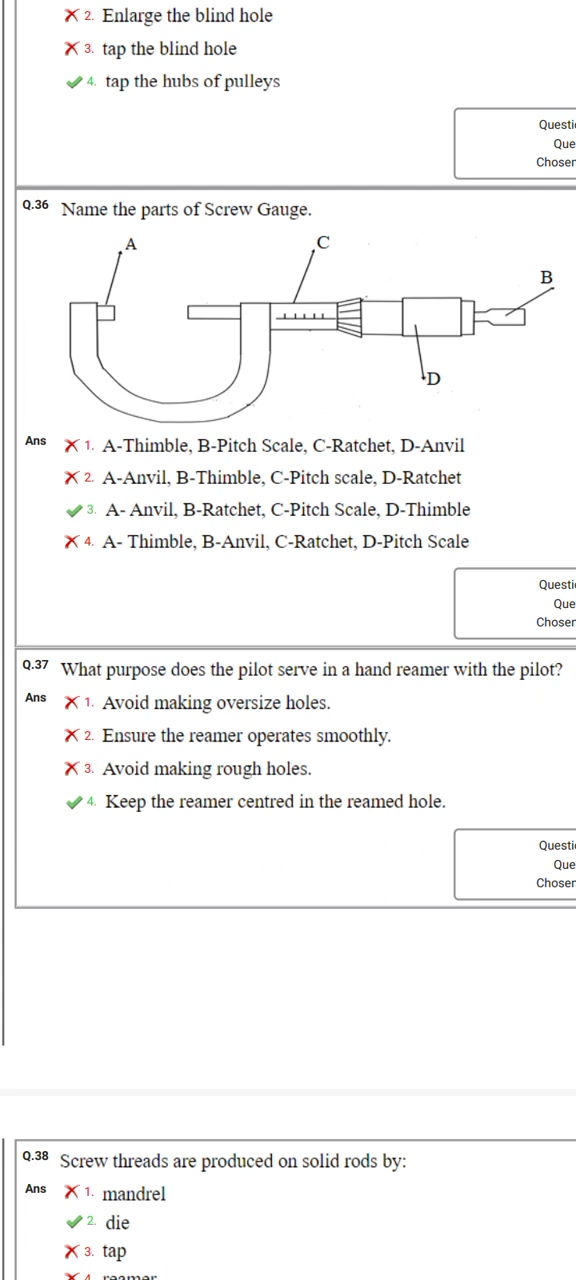 2. Enlarge the blind hole
3. tap the blind hole
4. tap the hubs of pulleys
Questi
Que
Chosen
Q.36 Name the parts of Screw Gauge.
A
C
B
D
Ans 1. A-Thimble, B-Pitch Scale, C-Ratchet, D-Anvil
2. A-Anvil, B-Thimble, C-Pitch scale, D-Ratchet
3. A- Anvil, B-Ratchet, C-Pitch Scale, D-Thimble
4. A- Thimble, B-Anvil, C-Ratchet, D-Pitch Scale
Questi
Que
Chosen
Q.37 What purpose does the pilot serve in a hand reamer with the pilot?
Ans 1. Avoid making oversize holes.
2. Ensure the reamer operates smoothly.
3. Avoid making rough holes.
4. Keep the reamer centred in the reamed hole.
Questi
Que
Chosen
Q.38 Screw threads are produced on solid rods by:
Ans 1. mandrel
2. die
3. tap
4. reamer